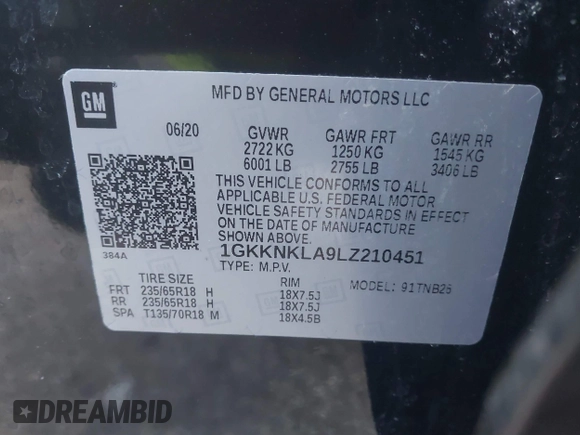 GM
MFD BY GENERAL MOTORS LLC
06/20 GVWR GAWR FRT GAWR RR
2722 KG 1250 KG 1545 KG
6001 LB 2755 LB 3406 LB
THIS VEHICLE CONFORMS TO ALL
APPLICABLE U.S. FEDERAL MOTOR
VEHICLE SAFETY STANDARDS IN EFFECT
ON THE DATE OF MANUFACTURE
SHOWN ABOVE.
384A
1GKKNKLA9LZ210451
TYPE: M.P.V.
MODEL: 91TNB26
TIRE SIZE RIM
FRT 235/65R18 H 18X7.5J
RR 235/65R18 H 18X7.5J
SPA T135/70R18 M 18X4.5B
DREAMBID